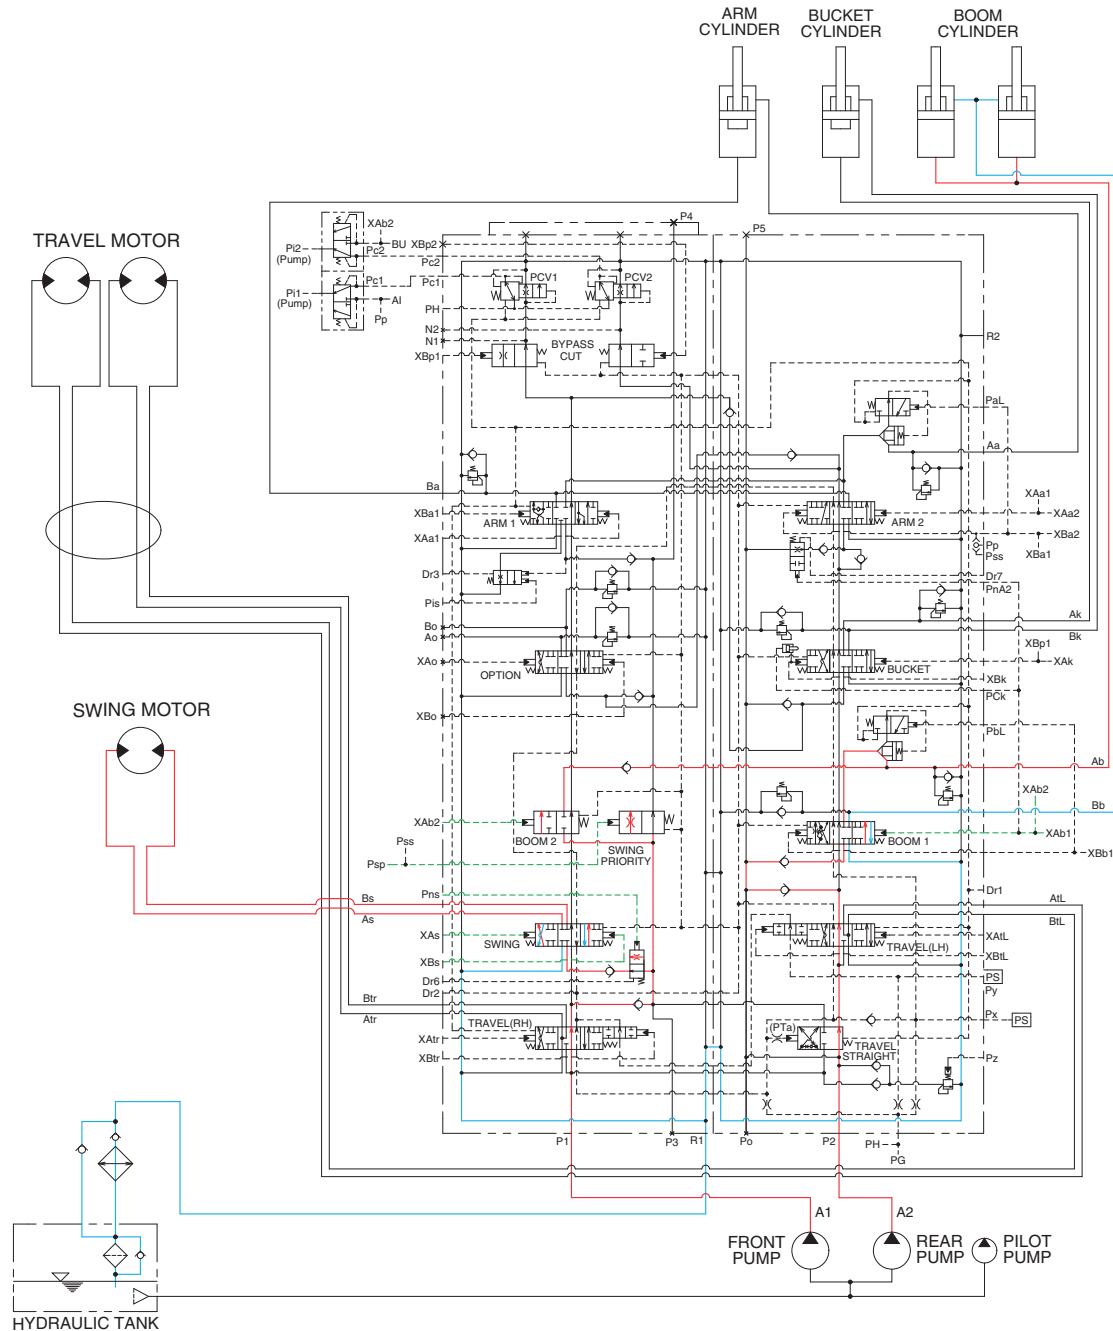 ARM
CYLINDER
BUCKET
CYLINDER
BOOM
CYLINDER
TRAVEL MOTOR
XAb2
Pi2
(Pump)
BU
Pc2
XBp2
Pc2
P4
P5
Pi1
(Pump)
Pc1
AI
Pp
Pc1
PCV1
PCV2
PH
N2
N1
XBp1
BYPASS
CUT
R2
PaL
Aa
Ba
XBa1
ARM 1
XAa1
ARM 2
XAa1
XAa2
XBa2
XBa1
Pp
Pss
Dr3
Pis
Dr7
PnA2
Bo
Ao
Ak
Bk
XAo
OPTION
XBp1
XAk
BUCKET
XBk
PCk
XBo
PbL
SWING MOTOR
Ab
XAb2
Bb
XAb2
BOOM 2
SWING
PRIORITY
BOOM 1
XAb1
XBb1
Pss
Psp
Pns
Dr1
Bs
As
AtL
BtL
XAs
SWING
XBs
TRAVEL(LH)
XAtL
XBtL
Dr6
Dr2
PS
Py
Btr
Atr
Px
PS
TRAVEL(RH)
XAtr
XBtr
(PTa)
TRAVEL
STRAIGHT
Pz
P1
P3
R1
Po
P2
PH
PG
A1
A2
FRONT
PUMP
REAR
PUMP
PILOT
PUMP
HYDRAULIC TANK